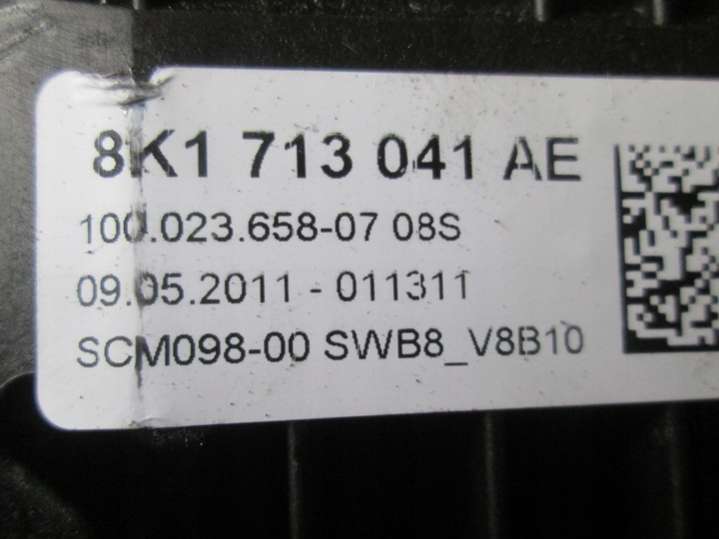 8K1 713 041 AE
100.023.658-07 08S
09.05.2011 - 011311
SCM098-00 SWB8_V8B10